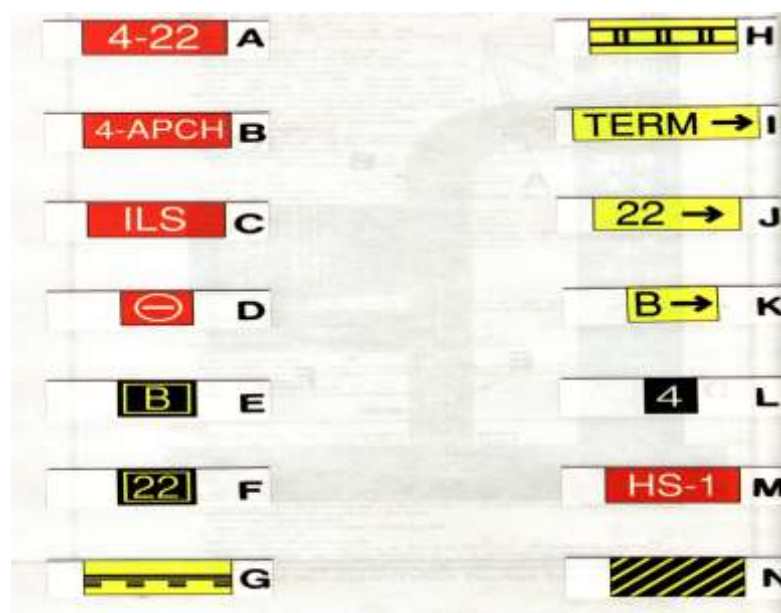 4-22 A
4-APCH B
ILS C
D
B E
22 F
G
H
TERM → I
22 → J
B → K
4 L
HS-1 M
N